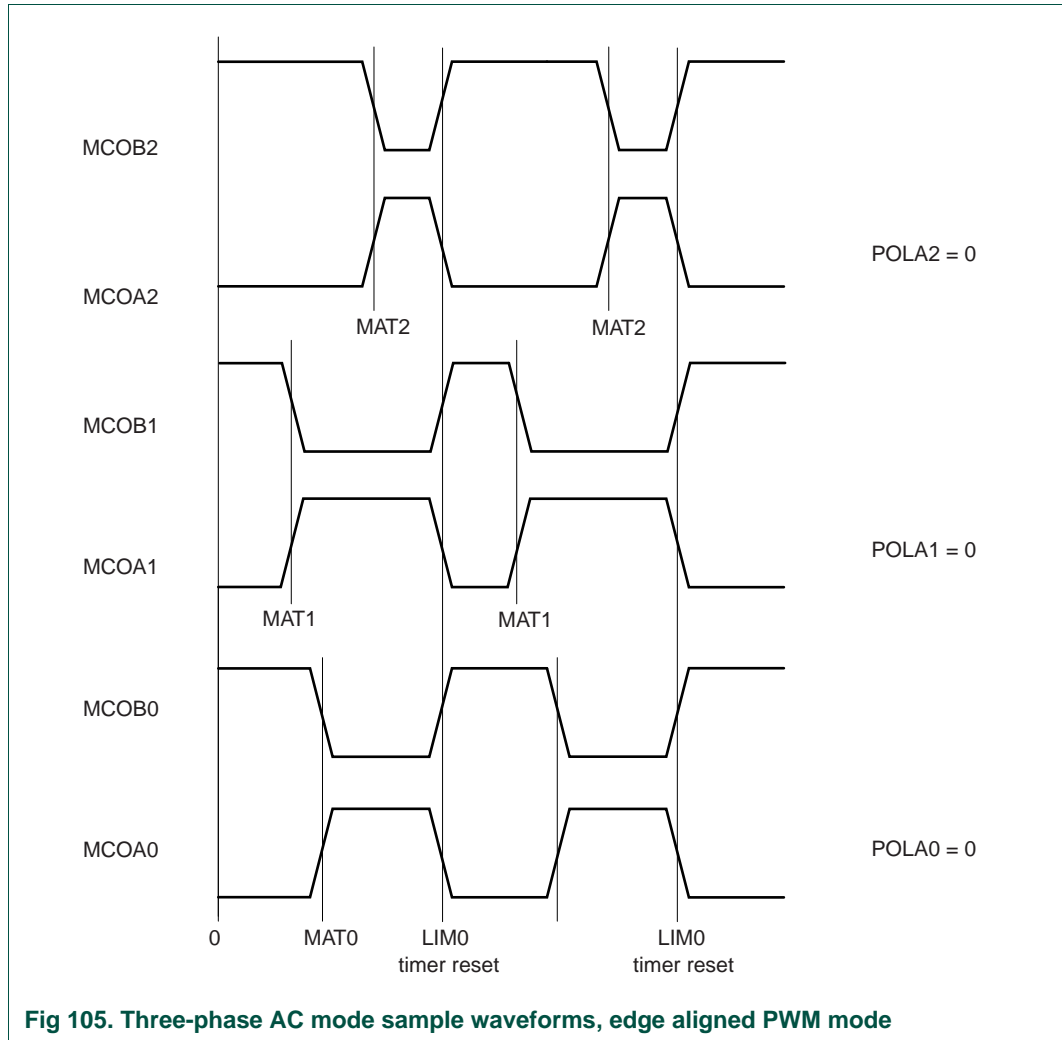 MCOB2
POLA2 = 0
MCOA2
MAT2
MAT2
MCOB1
POLA1 = 0
MCOA1
MAT1
MAT1
MCOB0
MCOA0
POLA0 = 0
0
MAT0
LIM0
timer reset
LIM0
timer reset
Fig 105. Three-phase AC mode sample waveforms, edge aligned PWM mode